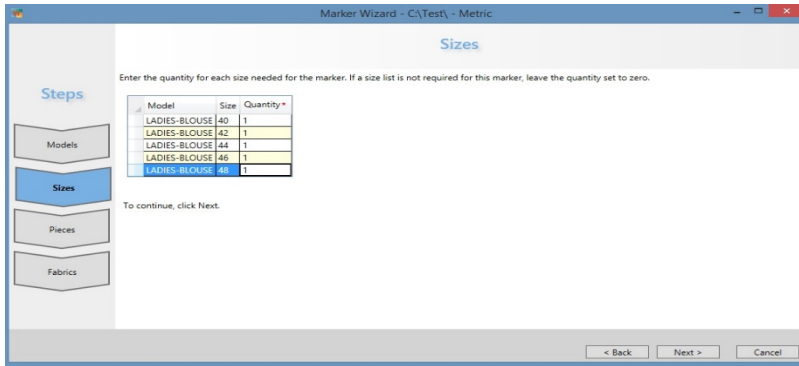 Marker Wizard - C:\Test\ - Metric
Sizes
Enter the quantity for each size needed for the marker. If a size list is not required for this marker, leave the quantity set to zero.
Steps
Models
Sizes
Pieces
Fabrics
Model Size Quantity*
LADIES-BLOUSE 40 1
LADIES-BLOUSE 42 1
LADIES-BLOUSE 44 1
LADIES-BLOUSE 46 1
LADIES-BLOUSE 48 1
To continue, click Next.
< Back Next > Cancel